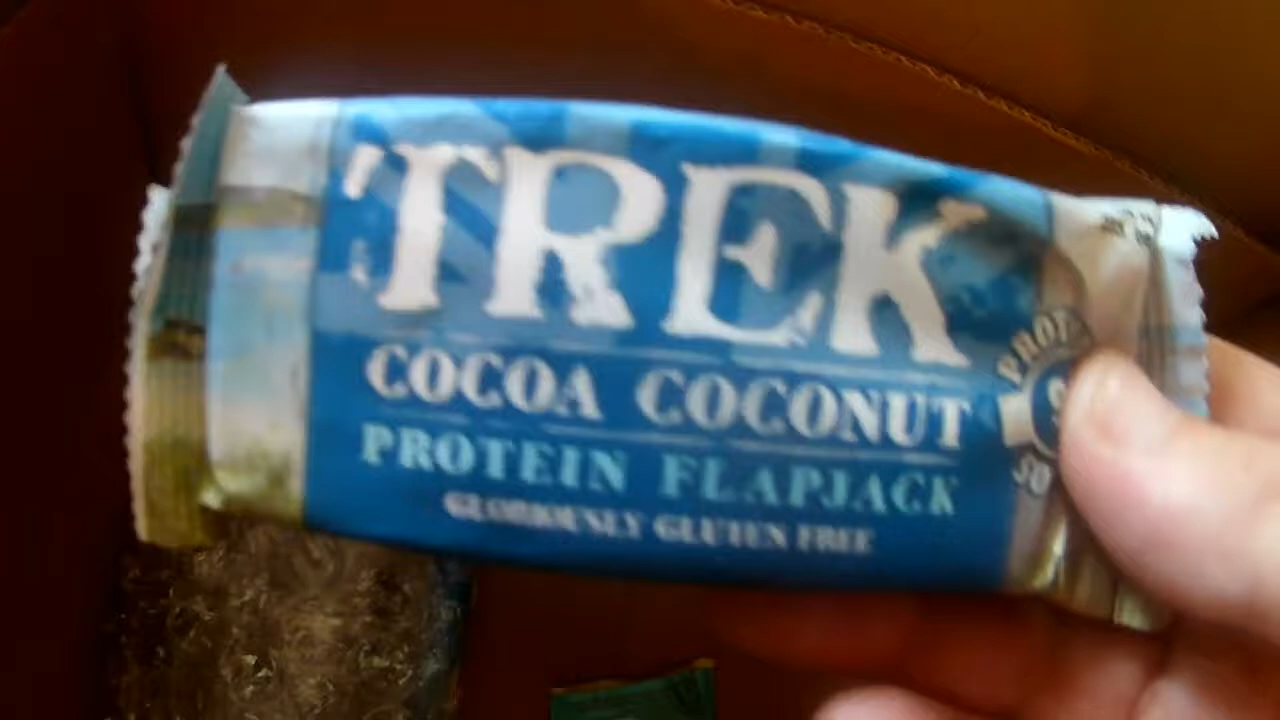 TREK
COCOA COCONUT
PROTEIN FLAPJACK
GLORIOUSLY GLUTEN FREE